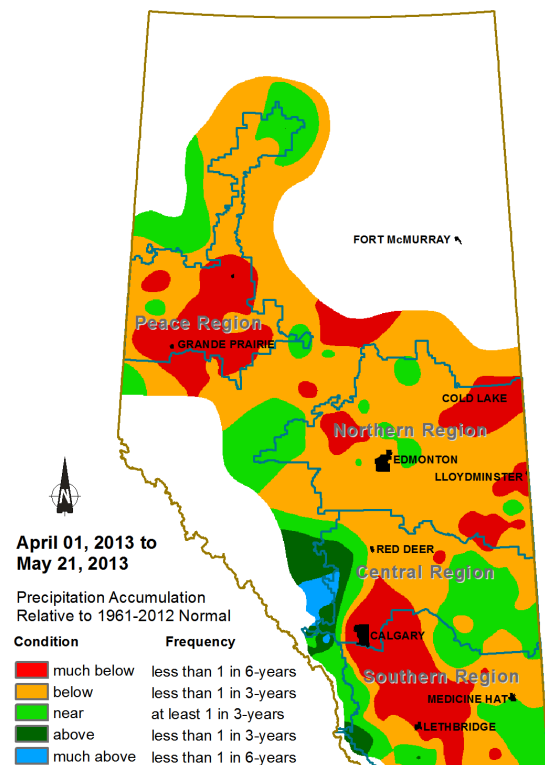 FORT McMURRAY
Peace Region
GRANDE PRAIRIE
COLD LAKE
Northern Region
EDMONTON
LLOYDMINSTER
N
April 01, 2013 to
May 21, 2013
RED DEER
Central Region
Precipitation Accumulation
Relative to 1961-2012 Normal
CALGARY
Condition Frequency
much below less than 1 in 6-years
Southern Region
below less than 1 in 3-years
MEDICINE HAT
near at least 1 in 3-years
LETHBRIDGE
above less than 1 in 3-years
much above less than 1 in 6-years